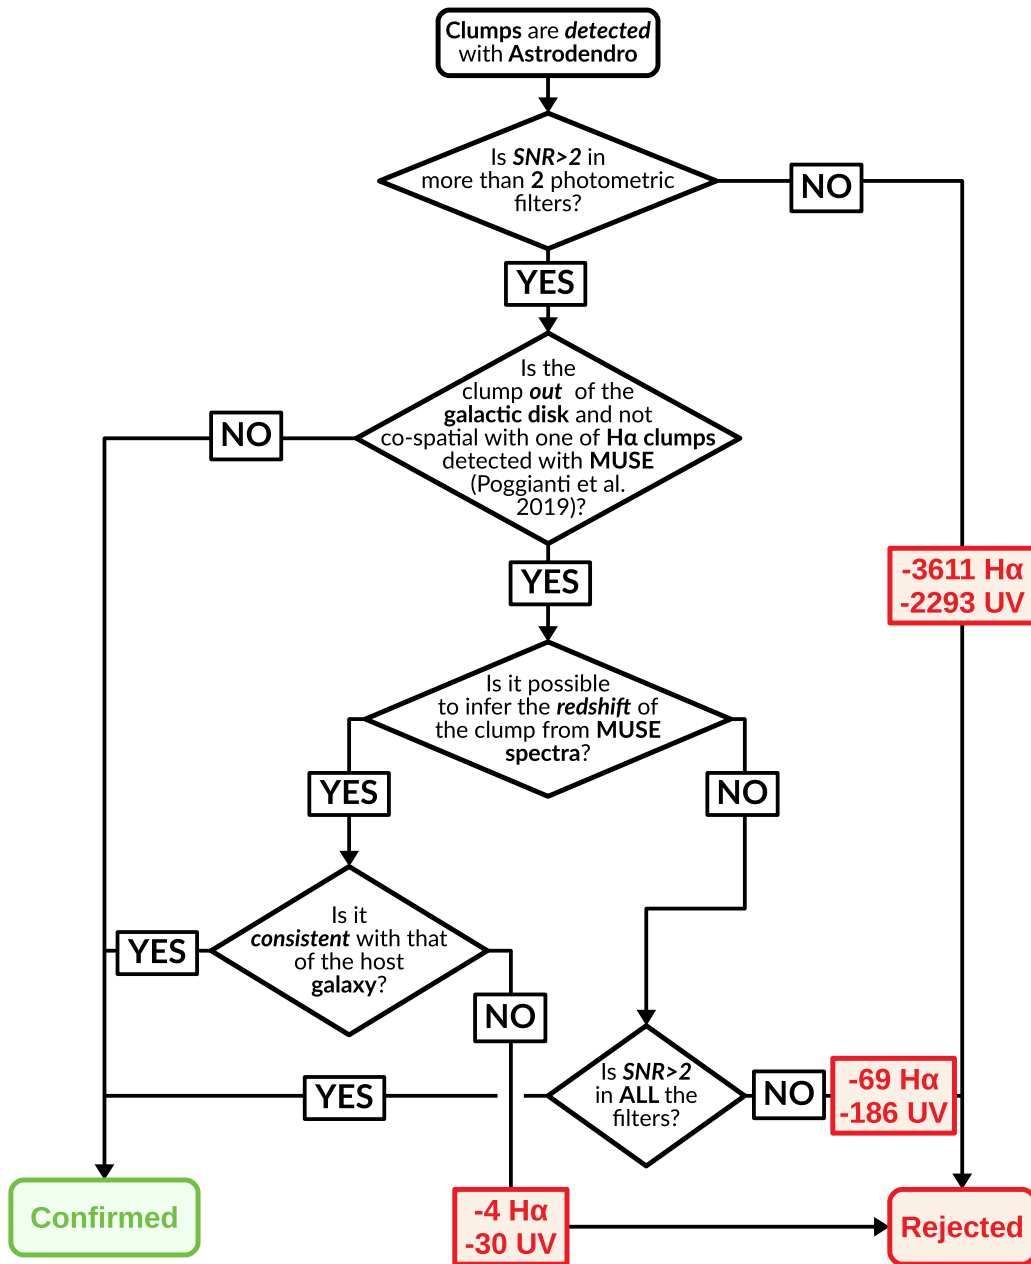 Clumps are detected
with Astrodendro
Is SNR>2 in
more than 2 photometric
filters?
NO
YES
Is the
clump out of the
galactic disk and not
co-spatial with one of Hα clumps
detected with MUSE
(Poggianti et al.
2019)?
NO
YES
-3611 Hα
-2293 UV
Is it possible
to infer the redshift of
the clump from MUSE
spectra?
YES
NO
Is it
consistent with that
of the host
galaxy?
YES
NO
Is SNR>2
in ALL the
filters?
YES
NO
-69 Hα
-186 UV
Confirmed
-4 Hα
-30 UV
Rejected